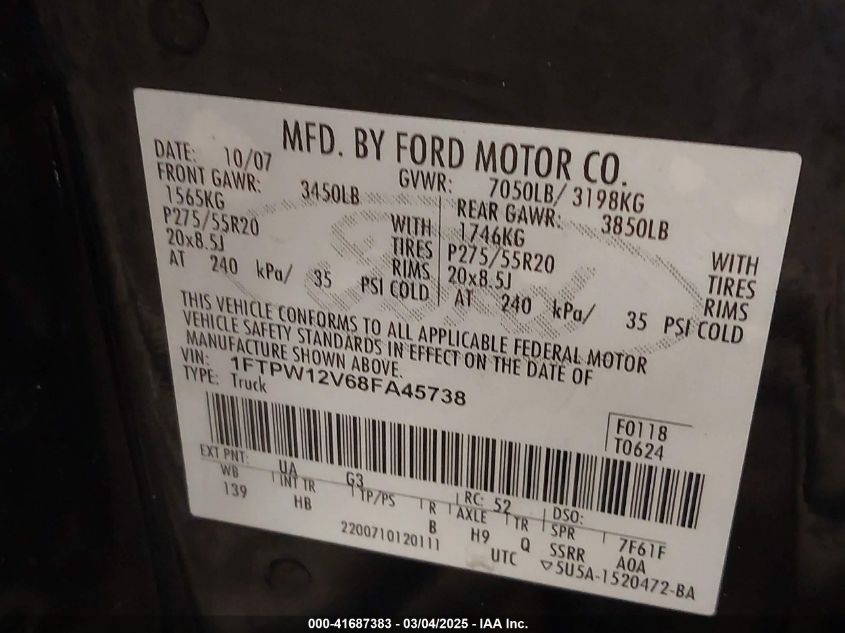 MFD. BY FORD MOTOR CO.
DATE: 10/07 GVWR: 7050LB/ 3198KG
FRONT GAWR: 3450LB REAR GAWR: 3850LB
1565KG WITH 1746KG WITH
P275/55R20 TIRES P275/55R20 TIRES
20x8.5J RIMS 20x8.5J RIMS
AT 240 kPa/ 35 PSI COLD AT 240 kPa/ 35 PSI COLD
Ford
THIS VEHICLE CONFORMS TO ALL APPLICABLE FEDERAL MOTOR
VEHICLE SAFETY STANDARDS IN EFFECT ON THE DATE OF
MANUFACTURE SHOWN ABOVE.
VIN: 1FTPW12V68FA45738
TYPE: Truck
F0118
T0624
EXT PNT: UA G3 RC: 52 DSO:
WB INT TR TP/PS R AXLE TR SPR 7F61F
139 HB B H9 Q SSRR AOA
2200710120111 UTC ▽5U5A-1520472-BA
000-41687383 - 03/04/2025 - IAA Inc.